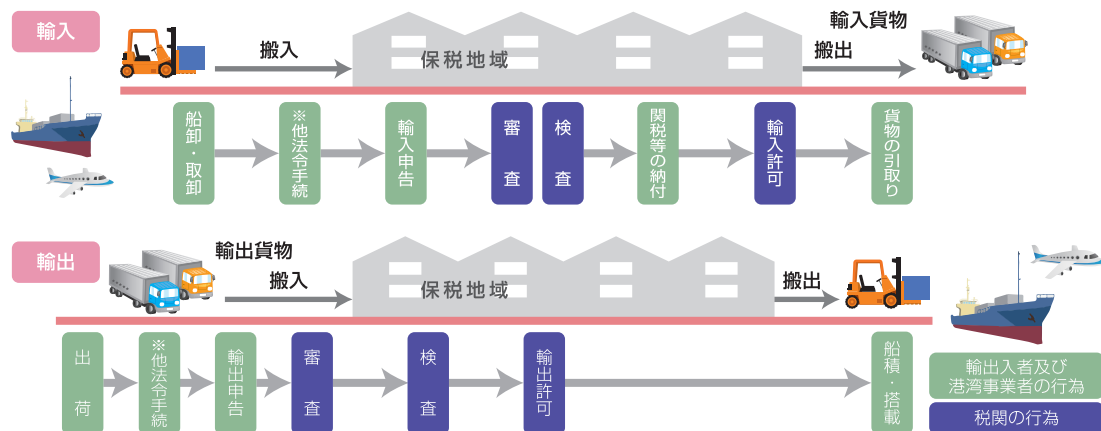 輸入
搬入
保税地域
搬出
輸入貨物
船卸・取卸
※他法令手続
輸入申告
審査
検査
関税等の納付
輸入許可
貨物の引取り
輸出
輸出貨物
搬入
保税地域
搬出
出荷
※他法令手続
輸出申告
審査
検査
輸出許可
船積・搭載
輸出入者及び
港湾事業者の行為
税関の行為